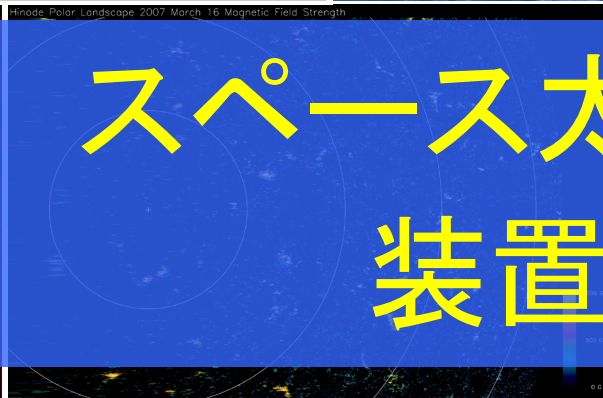 Hinode Polar Landscape 2007 March 16 Magnetic Field Strength
スペース太
装置